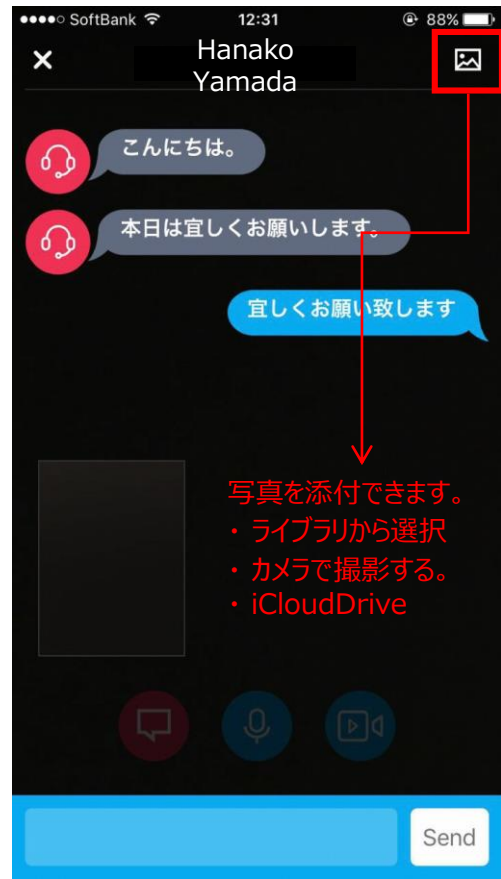 SoftBank 12:31 88%
Hanako
Yamada
こんにちは。
本日は宜しくお願いします。
宜しくお願い致します
写真を添付できます。
・ ライブラリから選択
・ カメラで撮影する。
・ iCloudDrive
Send